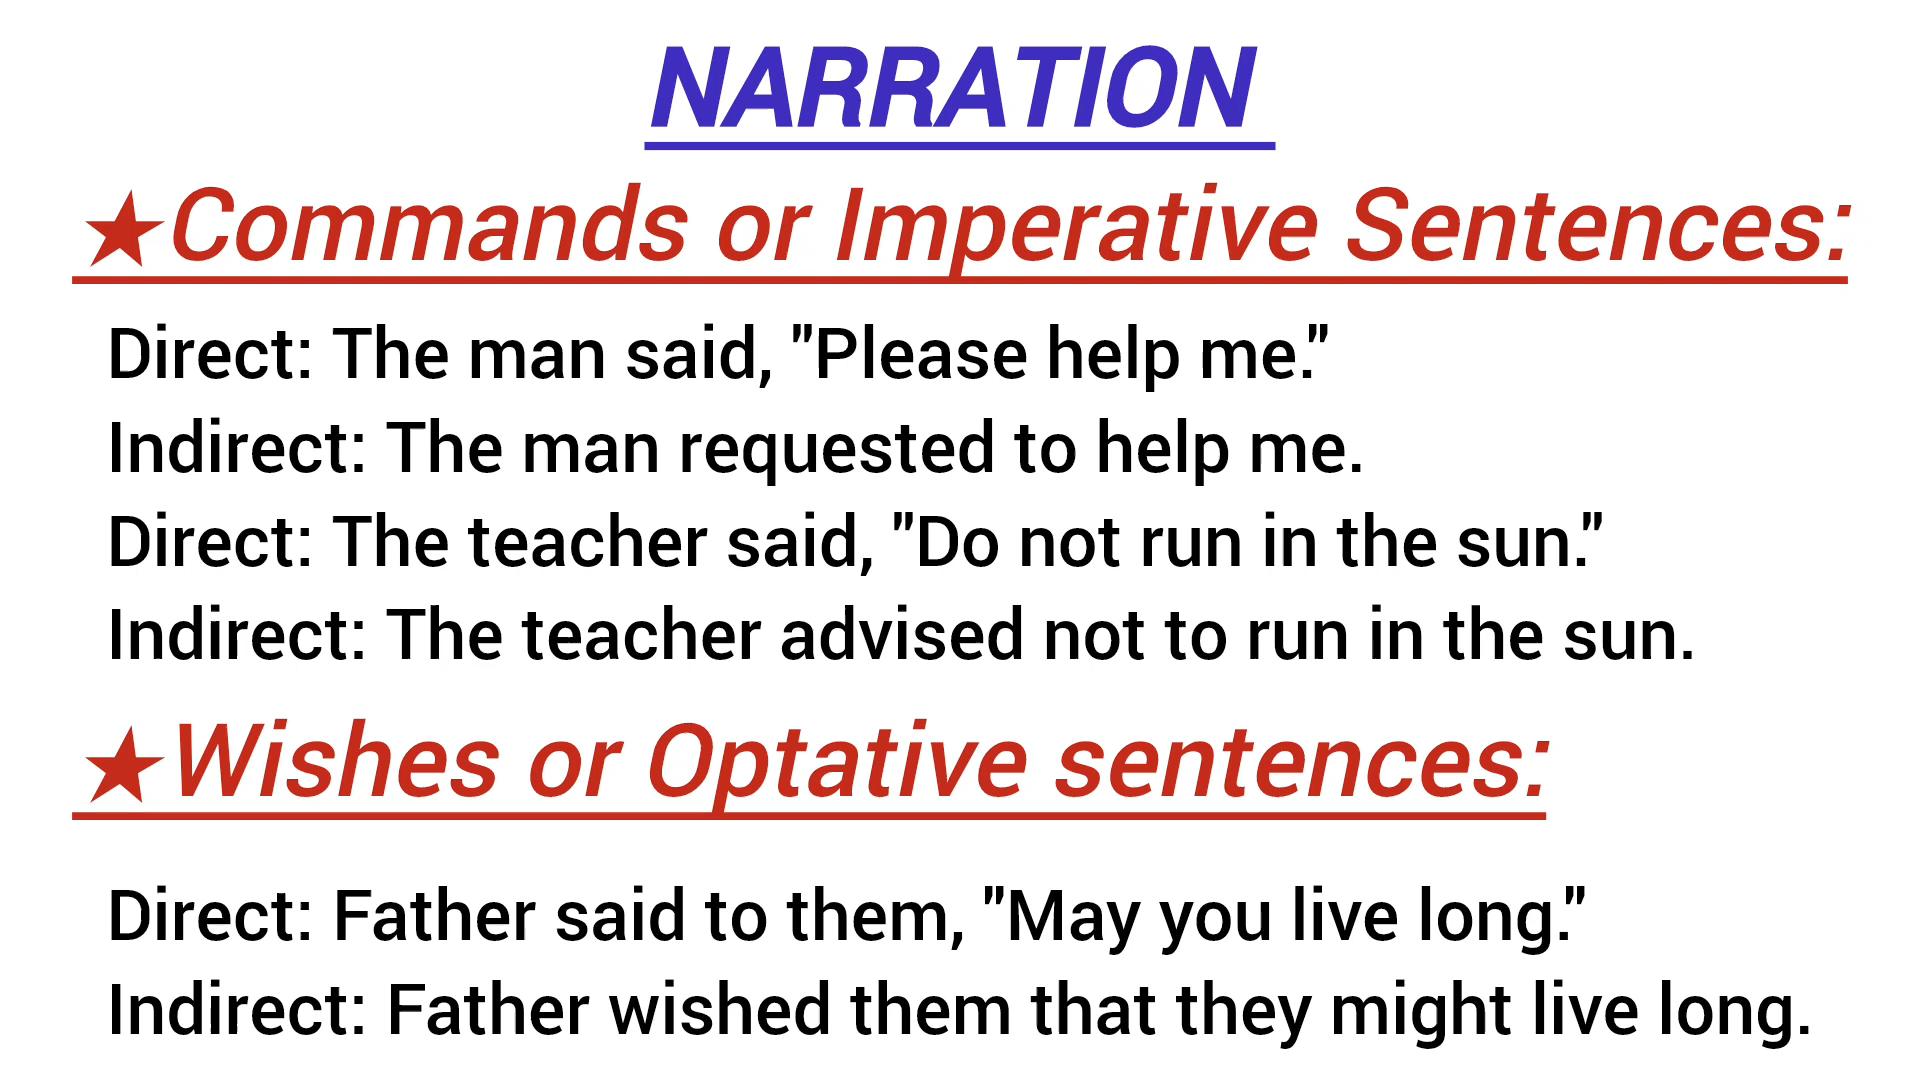 NARRATION
★Commands or Imperative Sentences:
Direct: The man said, "Please help me."
Indirect: The man requested to help me.
Direct: The teacher said, "Do not run in the sun."
Indirect: The teacher advised not to run in the sun.
★Wishes or Optative sentences:
Direct: Father said to them, "May you live long."
Indirect: Father wished them that they might live long.